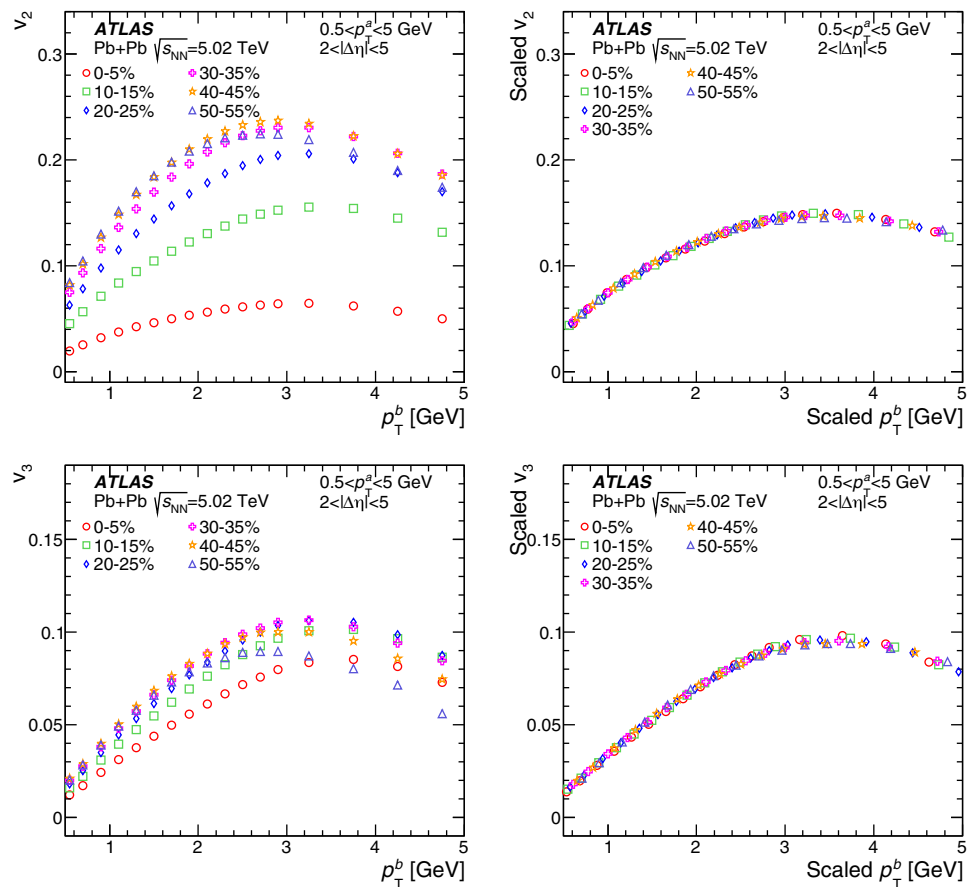 v₂
ATLAS 0.5<p_T^a<5 GeV
Pb+Pb √s_NN=5.02 TeV 2<|Δη|<5
0-5% 30-35%
10-15% 40-45%
20-25% 50-55%
0.3
0.2
0.1
0
1 2 3 4 5
p_T^b [GeV]
Scaled v₂
ATLAS 0.5<p_T^a<5 GeV
Pb+Pb √s_NN=5.02 TeV 2<|Δη|<5
0-5% 40-45%
10-15% 50-55%
20-25%
30-35%
0.3
0.2
0.1
0
1 2 3 4 5
Scaled p_T^b [GeV]
v₃
ATLAS 0.5<p_T^a<5 GeV
Pb+Pb √s_NN=5.02 TeV 2<|Δη|<5
0-5% 30-35%
10-15% 40-45%
20-25% 50-55%
0.15
0.1
0.05
0
1 2 3 4 5
p_T^b [GeV]
Scaled v₃
ATLAS 0.5<p_T^a<5 GeV
Pb+Pb √s_NN=5.02 TeV 2<|Δη|<5
0-5% 40-45%
10-15% 50-55%
20-25%
30-35%
0.15
0.1
0.05
0
1 2 3 4 5
Scaled p_T^b [GeV]